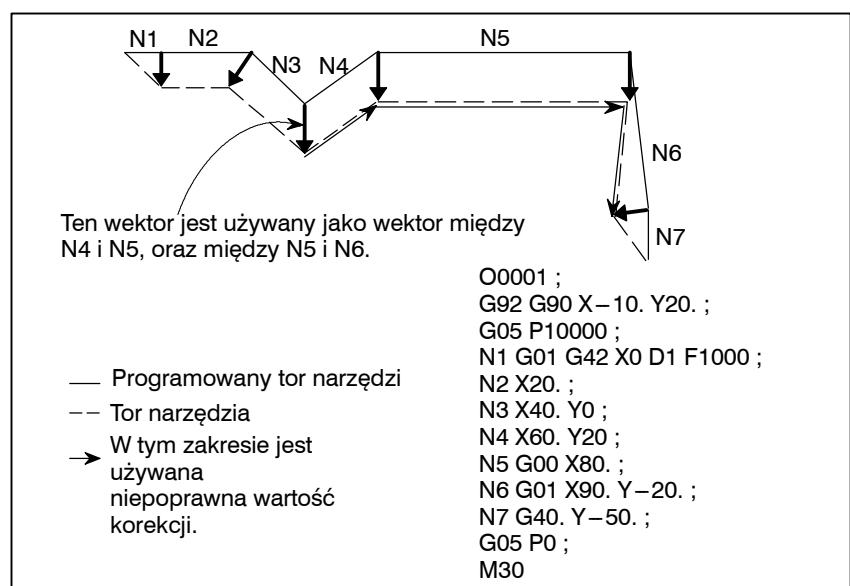 N1 N2 N3 N4 N5
N6
N7
Ten wektor jest używany jako wektor między
N4 i N5, oraz między N5 i N6.
O0001 ;
G92 G90 X−10. Y20. ;
G05 P10000 ;
N1 G01 G42 X0 D1 F1000 ;
N2 X20. ;
N3 X40. Y0 ;
N4 X60. Y20 ;
N5 G00 X80. ;
N6 G01 X90. Y−20. ;
N7 G40. Y−50. ;
G05 P0 ;
M30
Programowany tor narzędzi
Tor narzędzia
W tym zakresie jest
używana
niepoprawna wartość
korekcji.